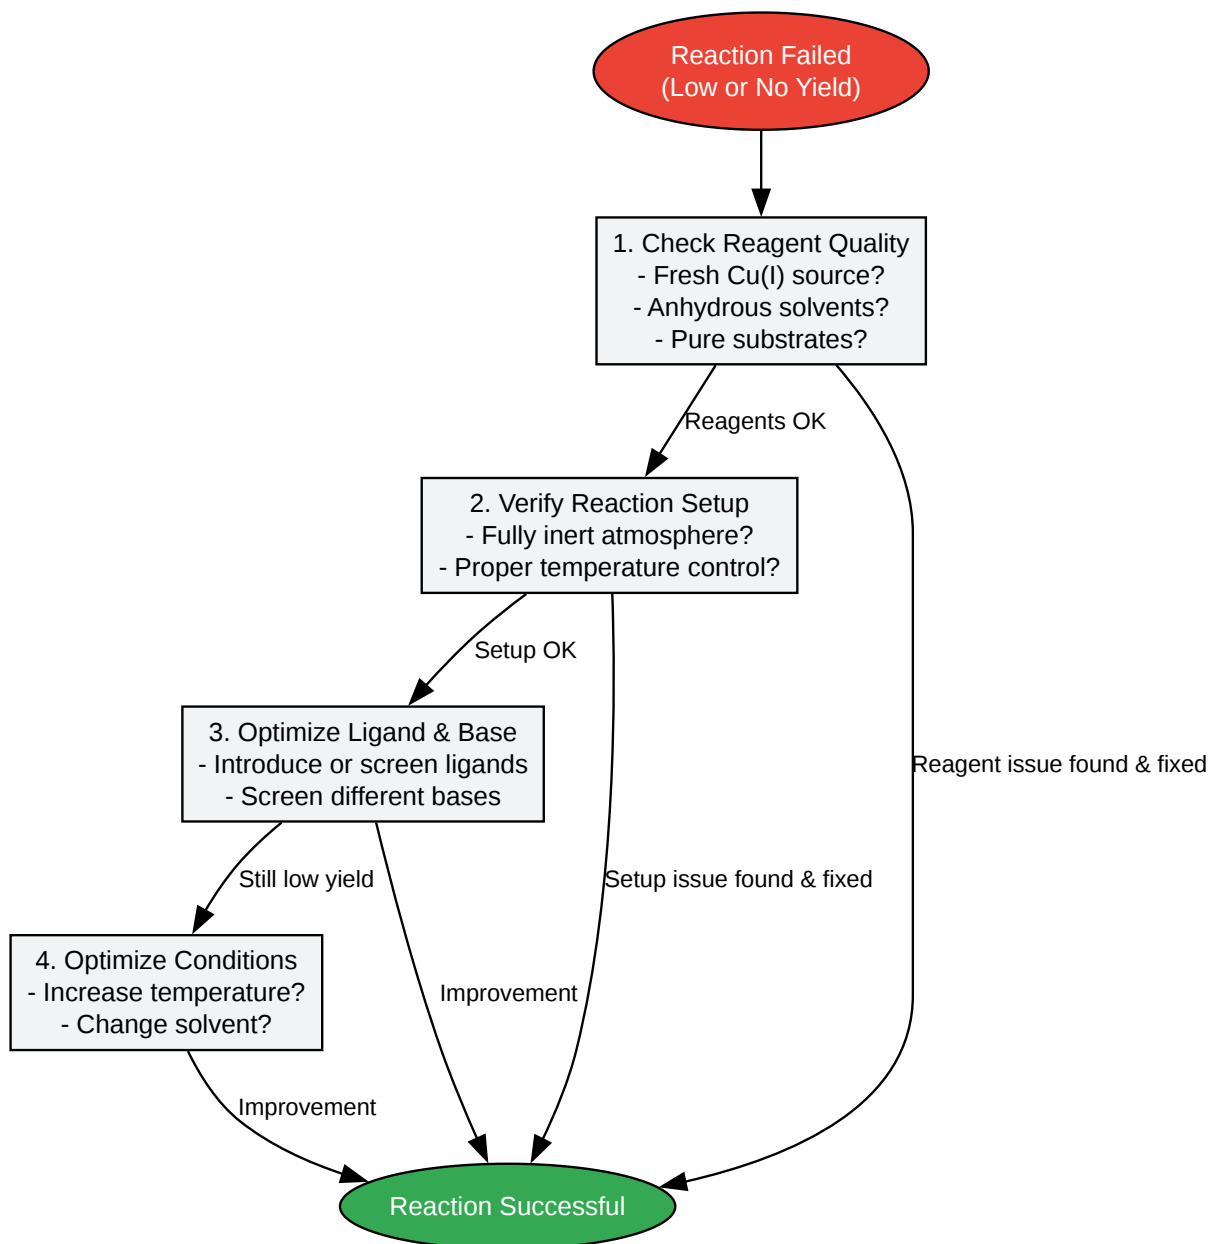 Reaction Failed
(Low or No Yield)
1. Check Reagent Quality
- Fresh Cu(I) source?
- Anhydrous solvents?
- Pure substrates?
Reagents OK
2. Verify Reaction Setup
- Fully inert atmosphere?
- Proper temperature control?
Setup OK
3. Optimize Ligand & Base
- Introduce or screen ligands
- Screen different bases
Reagent issue found & fixed
Still low yield
Setup issue found & fixed
4. Optimize Conditions
- Increase temperature?
- Change solvent?
Improvement
Improvement
Reaction Successful